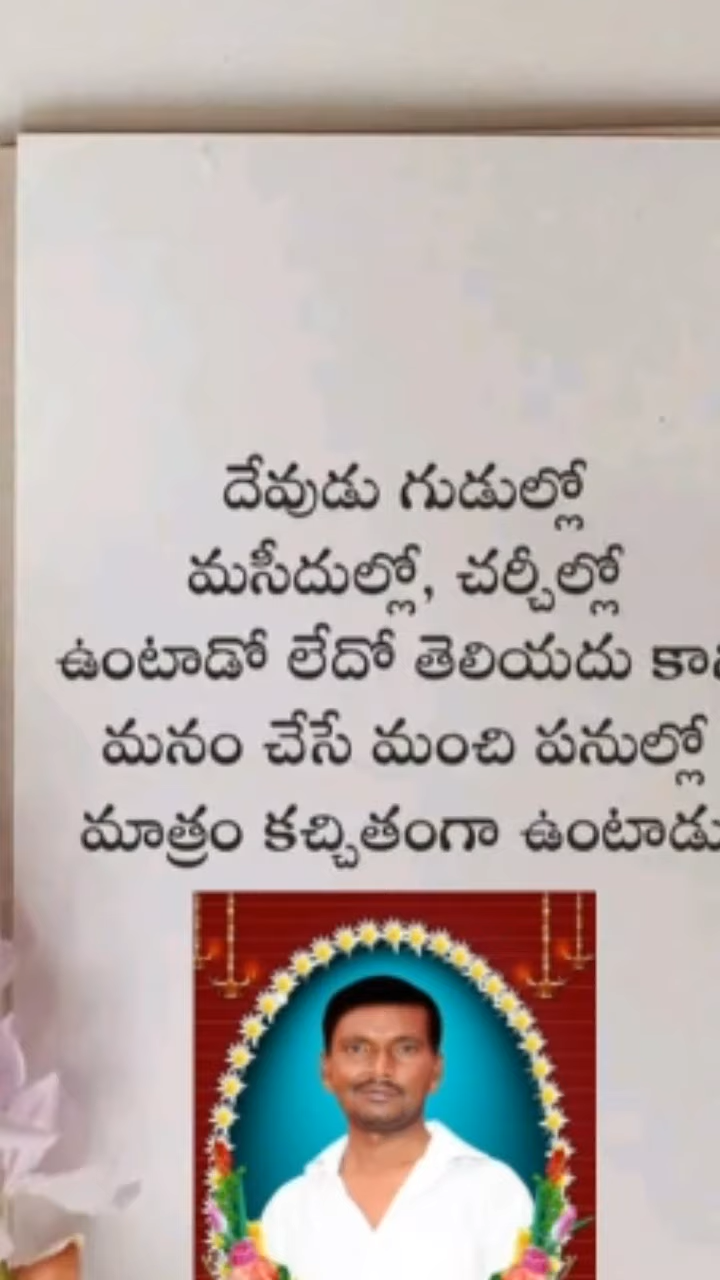 దేవుడు గుడుల్లో
మసీదుల్లో, చర్చీల్లో
ఉంటాడో లేదో తెలియదు
మనం చేసే మంచి పనుల్లో
మాత్రం కచ్చితంగా ఉంటాడు